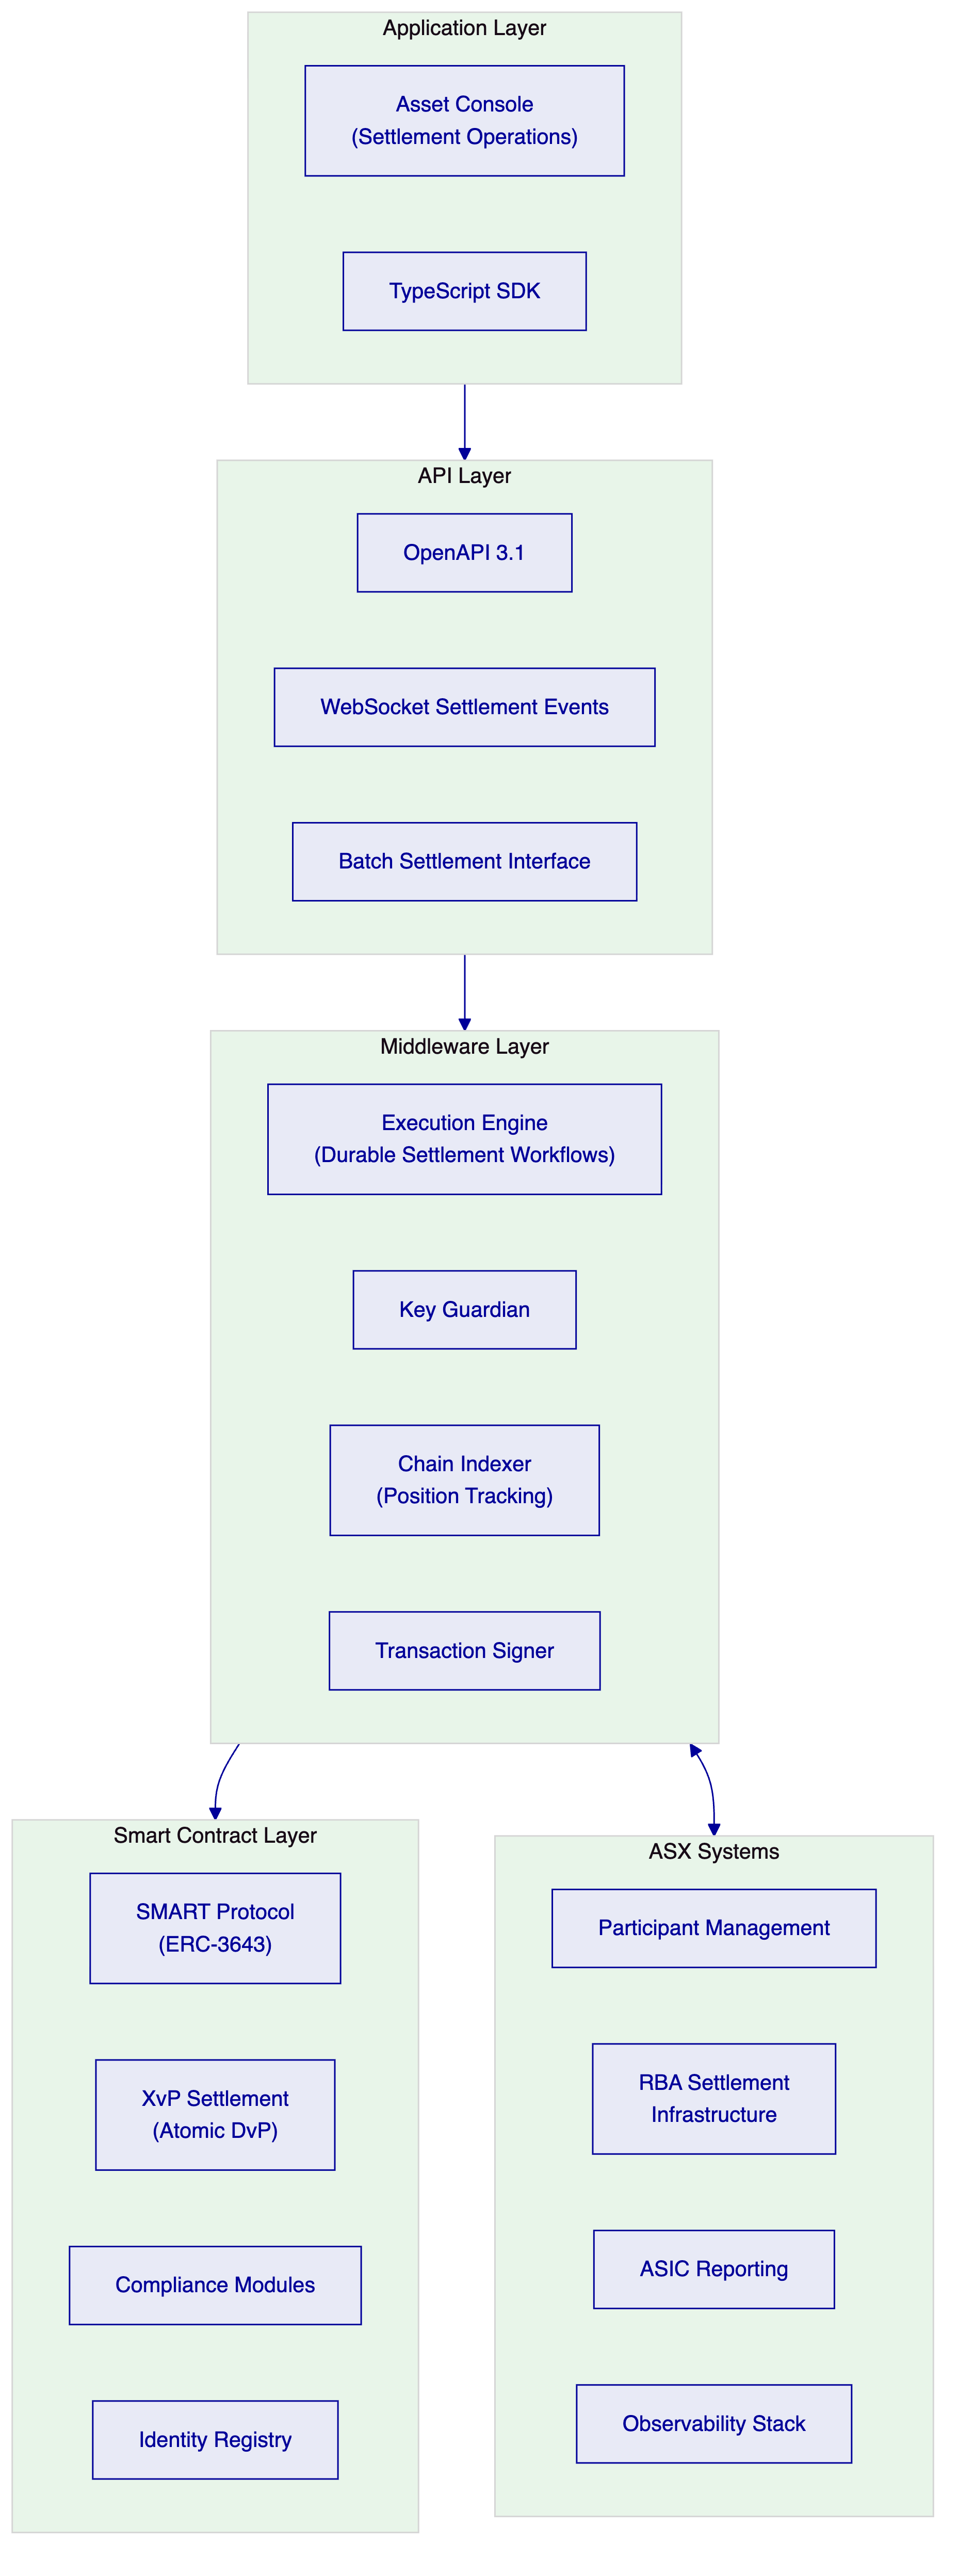 Application Layer
Asset Console
(Settlement Operations)
TypeScript SDK
API Layer
OpenAPI 3.1
WebSocket Settlement Events
Batch Settlement Interface
Middleware Layer
Execution Engine
(Durable Settlement Workflows)
Key Guardian
Chain Indexer
(Position Tracking)
Transaction Signer
Smart Contract Layer
SMART Protocol
(ERC-3643)
XvP Settlement
(Atomic DvP)
Compliance Modules
Identity Registry
ASX Systems
Participant Management
RBA Settlement
Infrastructure
ASIC Reporting
Observability Stack